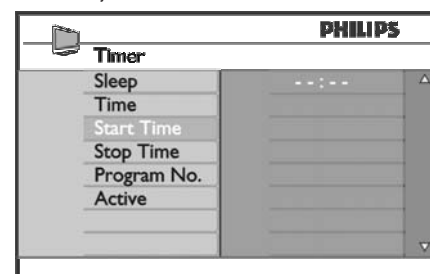 PHILIPS
Timer
Sleep --:--
Time
Start Time
Stop Time
Program No.
Active